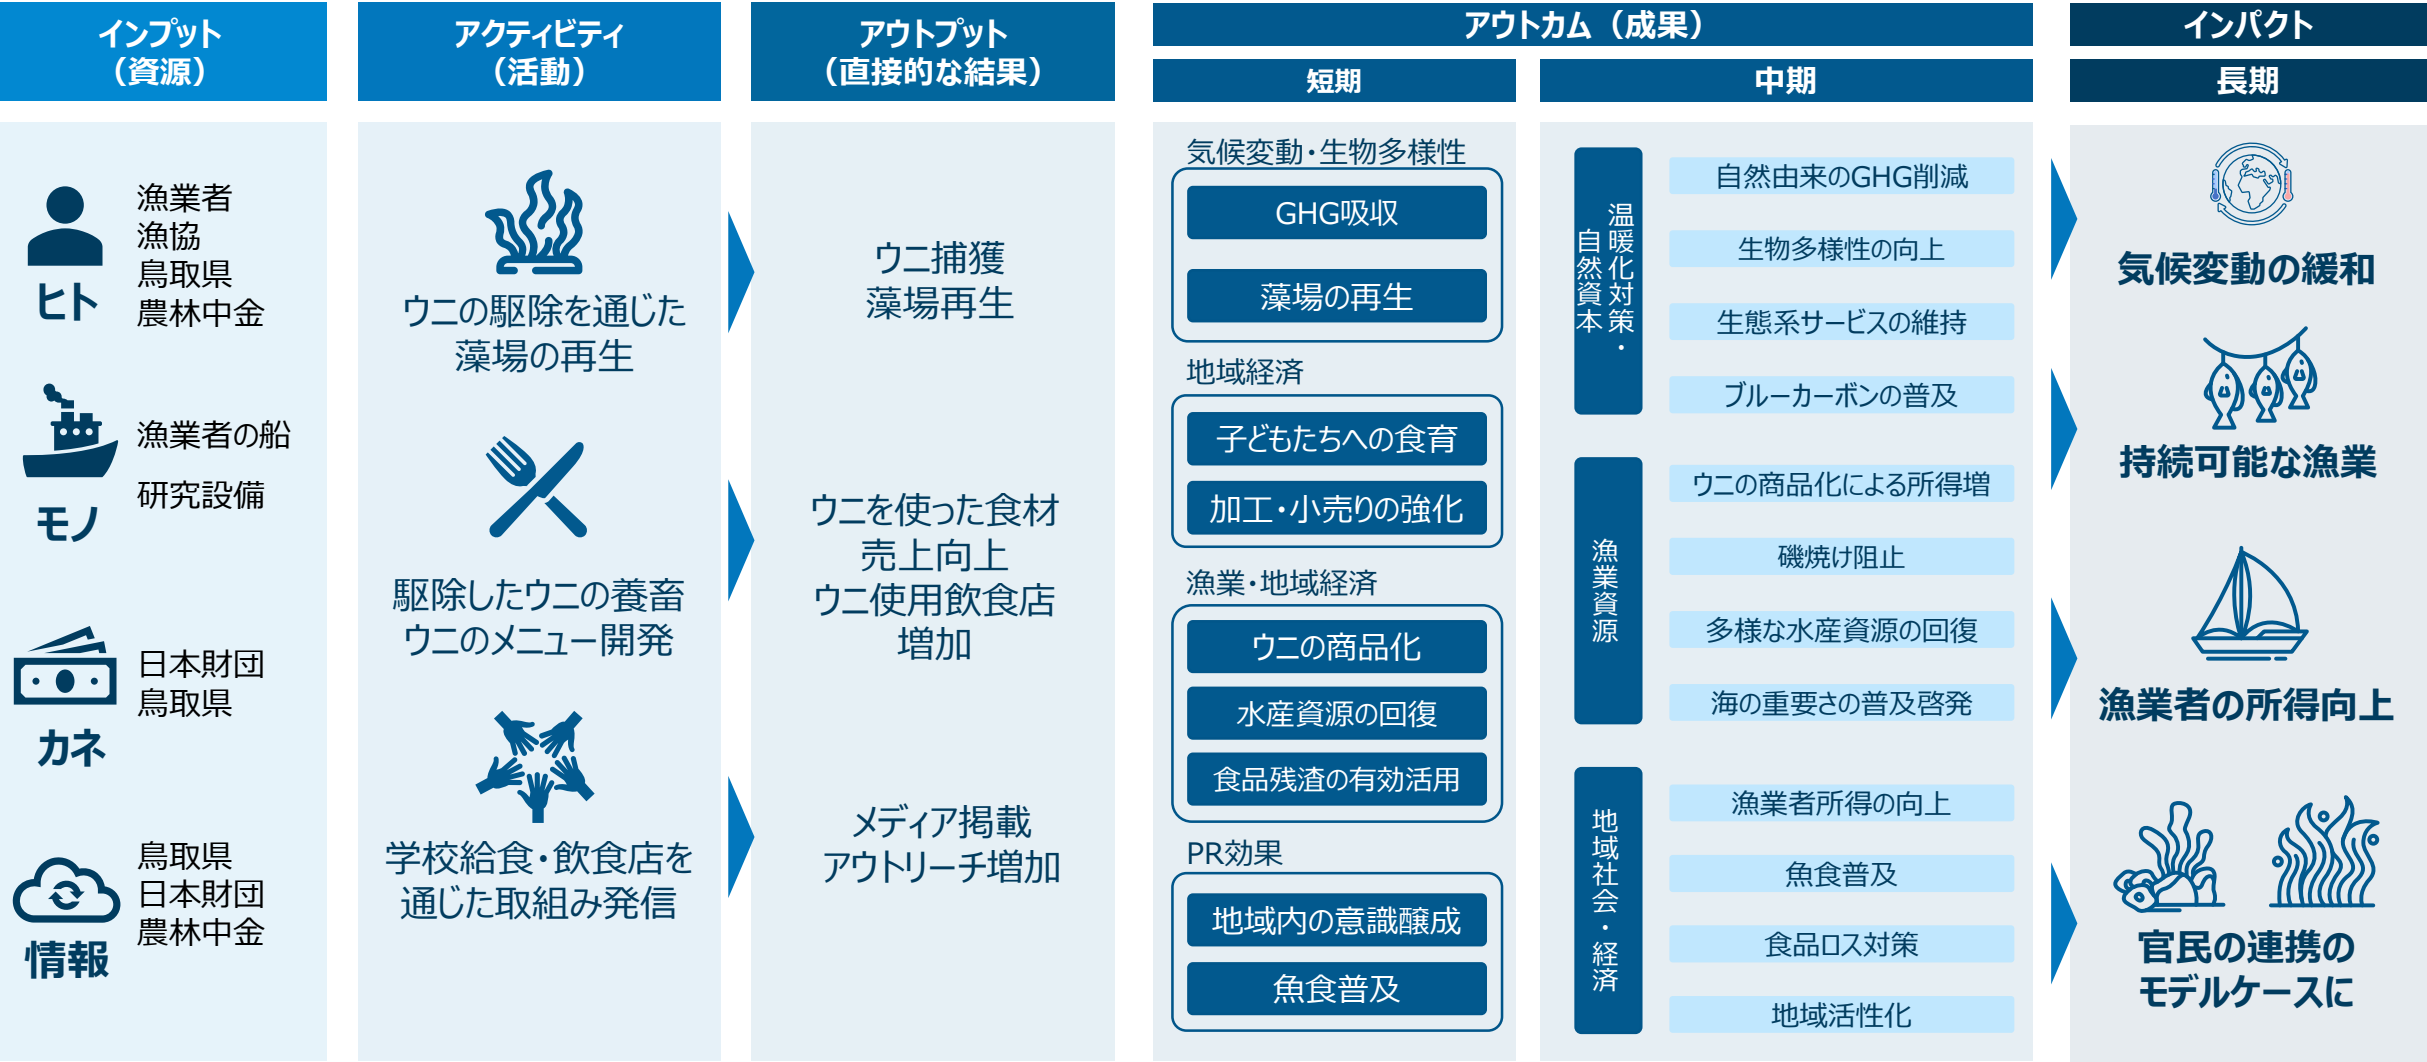 インプット
（資源）
アクティビティ
（活動）
アウトプット
（直接的な結果）
アウトカム（成果）
短期
中期
インパクト
長期
ヒト
漁業者
漁協
鳥取県
農林中金
モノ
漁業者の船
研究設備
カネ
日本財団
鳥取県
情報
鳥取県
日本財団
農林中金
ウニの駆除を通じた
藻場の再生
駆除したウニの養畜
ウニのメニュー開発
学校給食・飲食店を
通じた取組み発信
ウニ捕獲
藻場再生
ウニを使った食材
売上向上
ウニ使用飲食店
増加
メディア掲載
アウトリーチ増加
気候変動・生物多様性
GHG吸収
藻場の再生
地域経済
子どもたちへの食育
加工・小売りの強化
漁業・地域経済
ウニの商品化
水産資源の回復
食品残渣の有効活用
PR効果
地域内の意識醸成
魚食普及
温暖化対策・
自然資本
自然由来のGHG削減
生物多様性の向上
生態系サービスの維持
ブルーカーボンの普及
漁業資源
ウニの商品化による所得増
磯焼け阻止
多様な水産資源の回復
海の重要さの普及啓発
地域社会・経済
漁業者所得の向上
魚食普及
食品ロス対策
地域活性化
気候変動の緩和
持続可能な漁業
漁業者の所得向上
官民の連携の
モデルケースに